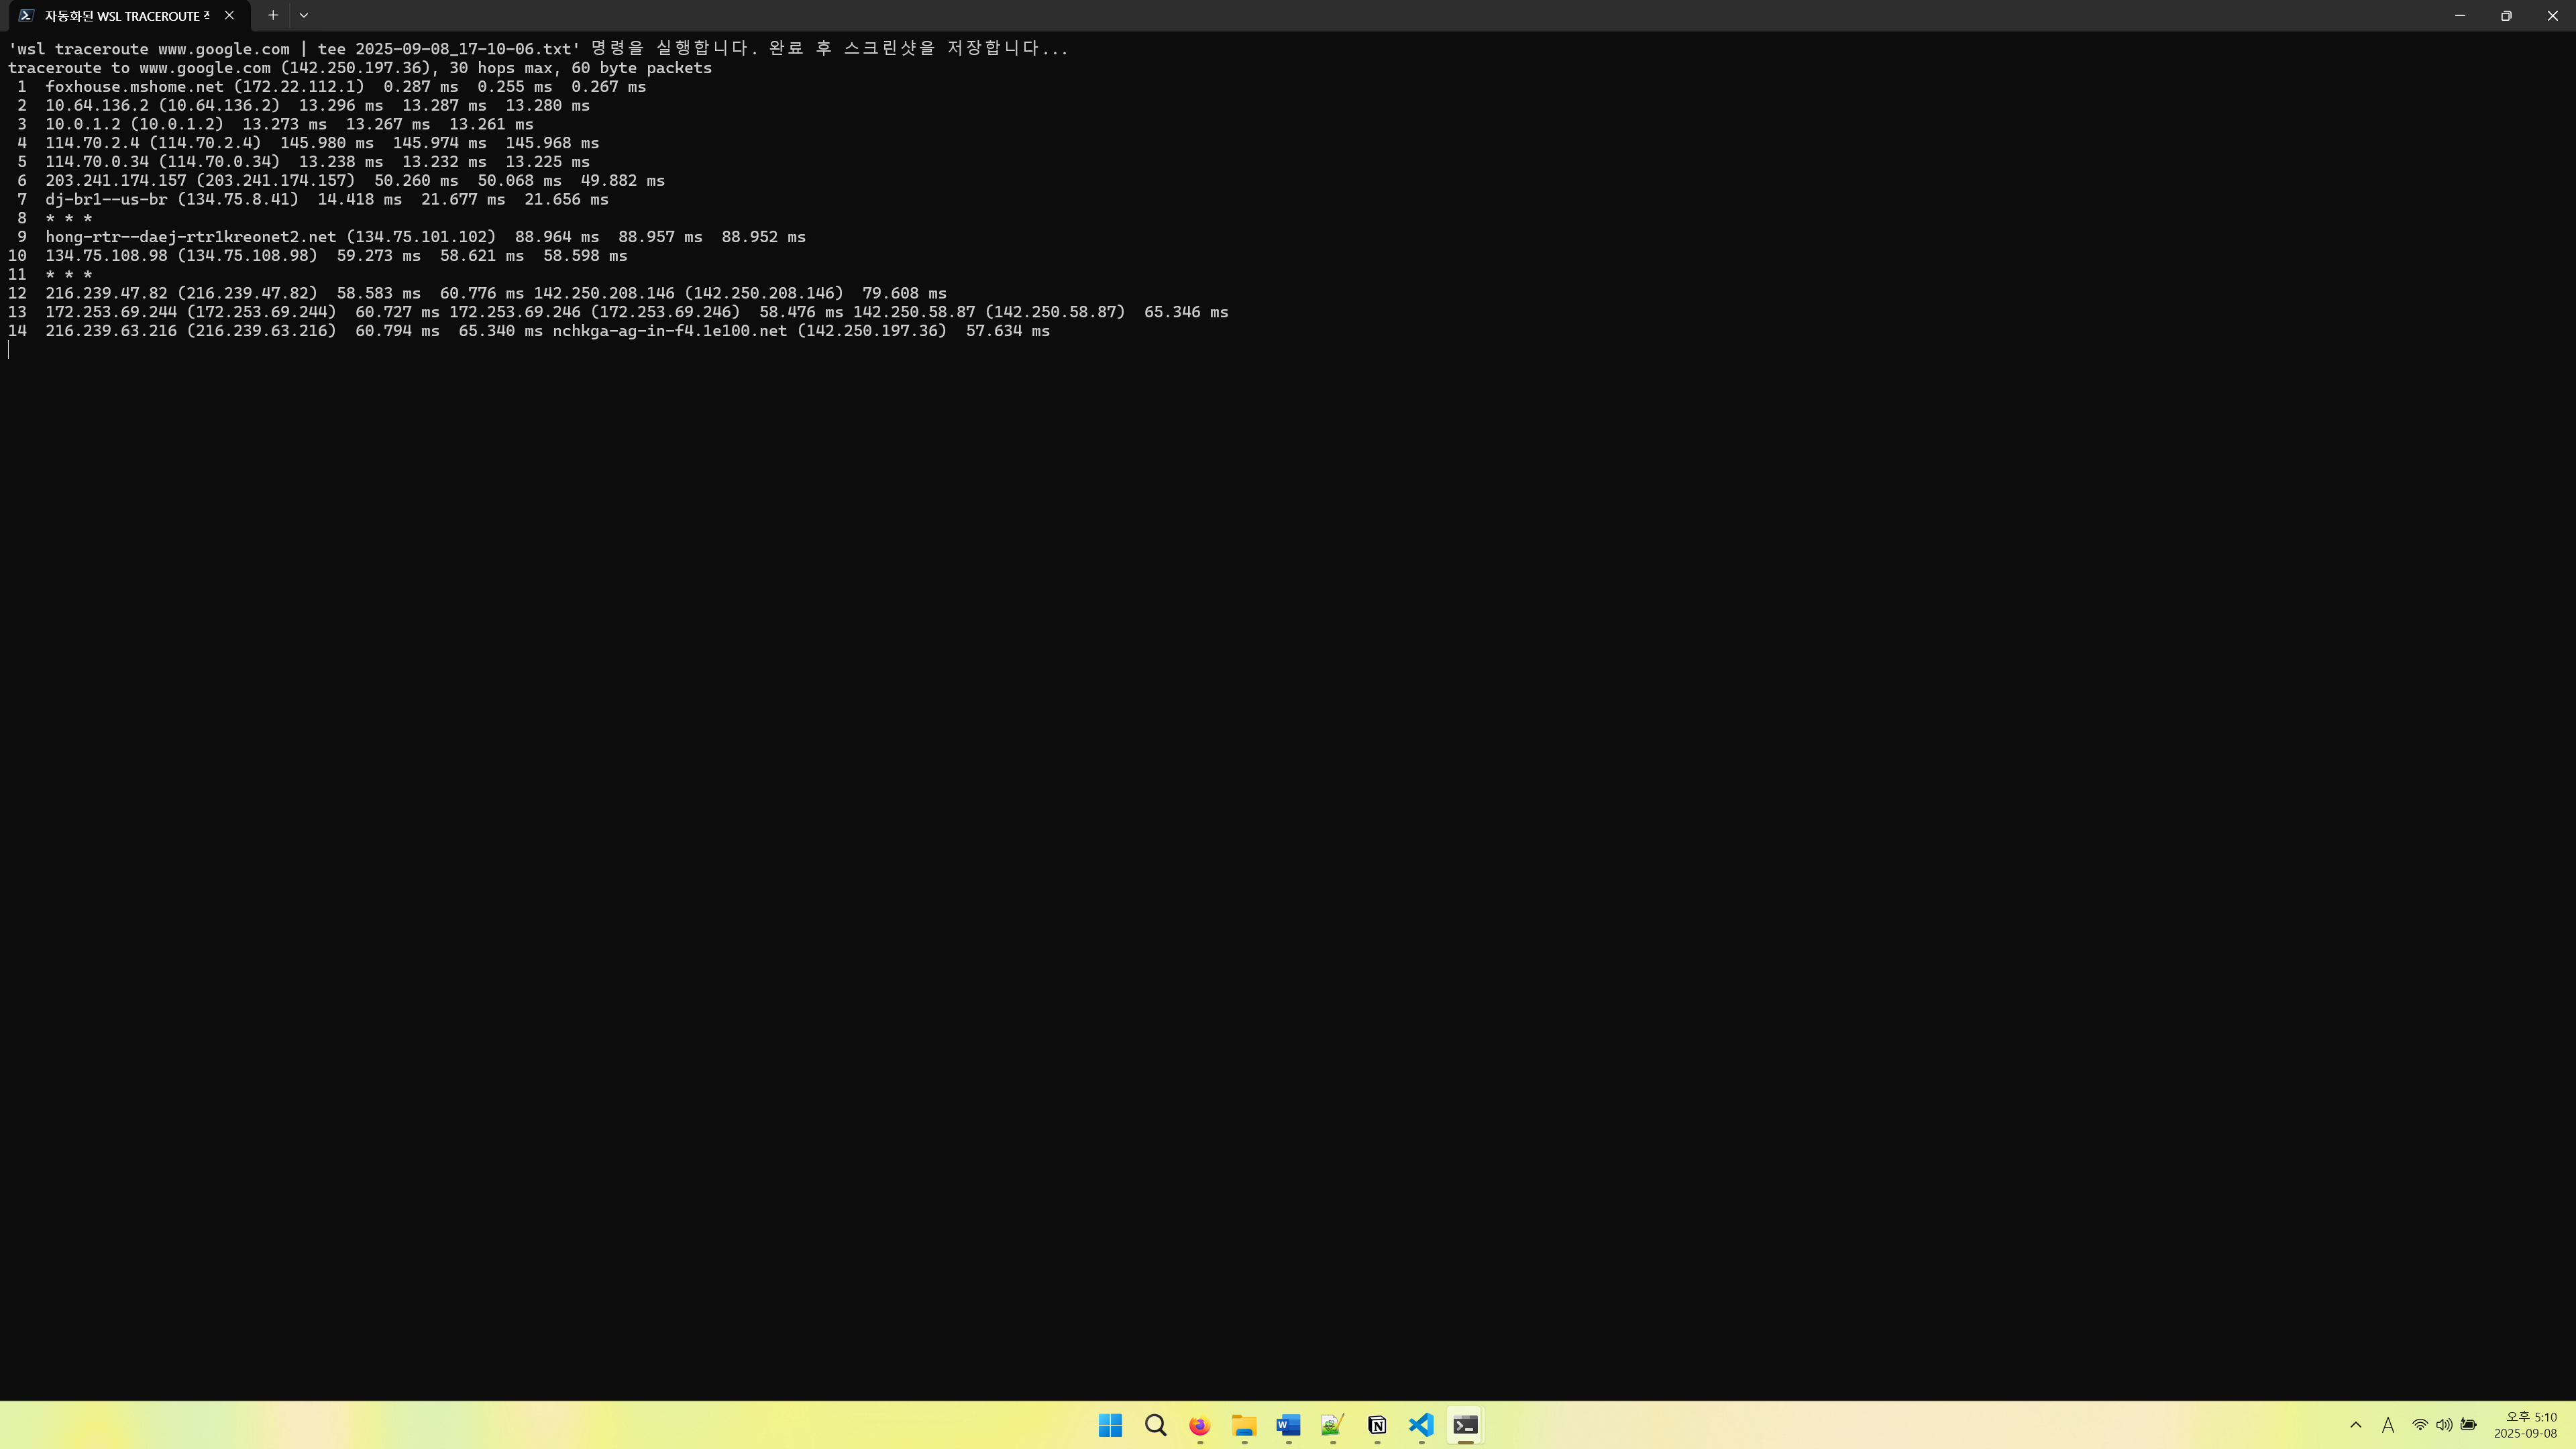 자동화된 WSL TRACEROUTE
'wsl traceroute www.google.com | tee 2025-09-08_17-10-06.txt' 명령을 실행합니다. 완료 후 스크린샷을 저장합니다...
traceroute to www.google.com (142.250.197.36), 30 hops max, 60 byte packets
 1  foxhouse.mshome.net (172.22.112.1)  0.287 ms  0.255 ms  0.267 ms
 2  10.64.136.2 (10.64.136.2)  13.296 ms  13.287 ms  13.280 ms
 3  10.0.1.2 (10.0.1.2)  13.273 ms  13.267 ms  13.261 ms
 4  114.70.2.4 (114.70.2.4)  145.980 ms  145.974 ms  145.968 ms
 5  114.70.0.34 (114.70.0.34)  13.238 ms  13.232 ms  13.225 ms
 6  203.241.174.157 (203.241.174.157)  50.260 ms  50.068 ms  49.882 ms
 7  dj-br1--us-br (134.75.8.41)  14.418 ms  21.677 ms  21.656 ms
 8  * * *
 9  hong-rtr--daej-rtr1kreonet2.net (134.75.101.102)  88.964 ms  88.957 ms  88.952 ms
10  134.75.108.98 (134.75.108.98)  59.273 ms  58.621 ms  58.598 ms
11  * * *
12  216.239.47.82 (216.239.47.82)  58.583 ms  60.776 ms 142.250.208.146 (142.250.208.146)  79.608 ms
13  172.253.69.244 (172.253.69.244)  60.727 ms 172.253.69.246 (172.253.69.246)  58.476 ms 142.250.58.87 (142.250.58.87)  65.346 ms
14  216.239.63.216 (216.239.63.216)  60.794 ms  65.340 ms nchkga-ag-in-f4.1e100.net (142.250.197.36)  57.634 ms
A
오후 5:10
2025-09-08